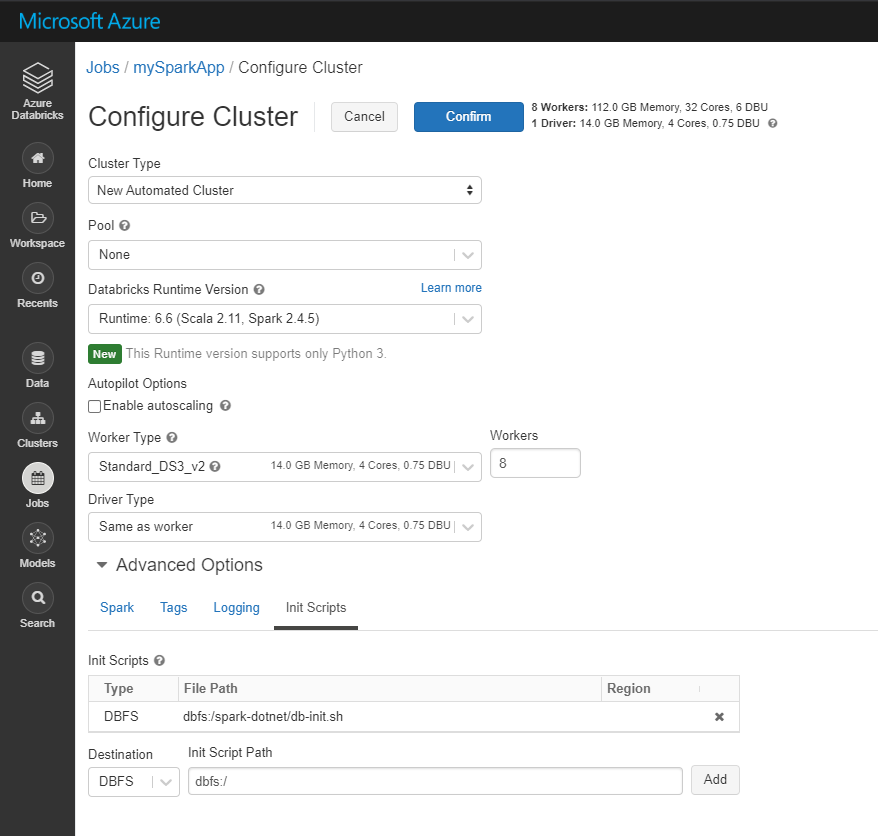 Microsoft Azure
Azure
Databricks
Home
Workspace
Recents
Data
Clusters
Jobs
Models
Search
Jobs / mySparkApp / Configure Cluster
Configure Cluster
Cancel
Confirm
8 Workers: 112.0 GB Memory, 32 Cores, 6 DBU
1 Driver: 14.0 GB Memory, 4 Cores, 0.75 DBU ?
Cluster Type
New Automated Cluster
Pool ?
None
Databricks Runtime Version ? Learn more
Runtime: 6.6 (Scala 2.11, Spark 2.4.5)
New This Runtime version supports only Python 3.
Autopilot Options
Enable autoscaling ?
Worker Type ? Workers
Standard_DS3_v2 ? 14.0 GB Memory, 4 Cores, 0.75 DBU 8
Driver Type
Same as worker 14.0 GB Memory, 4 Cores, 0.75 DBU
Advanced Options
Spark Tags Logging Init Scripts
Init Scripts ?
Type File Path Region
DBFS dbfs:/spark-dotnet/db-init.sh
Destination Init Script Path
DBFS dbfs:/ Add